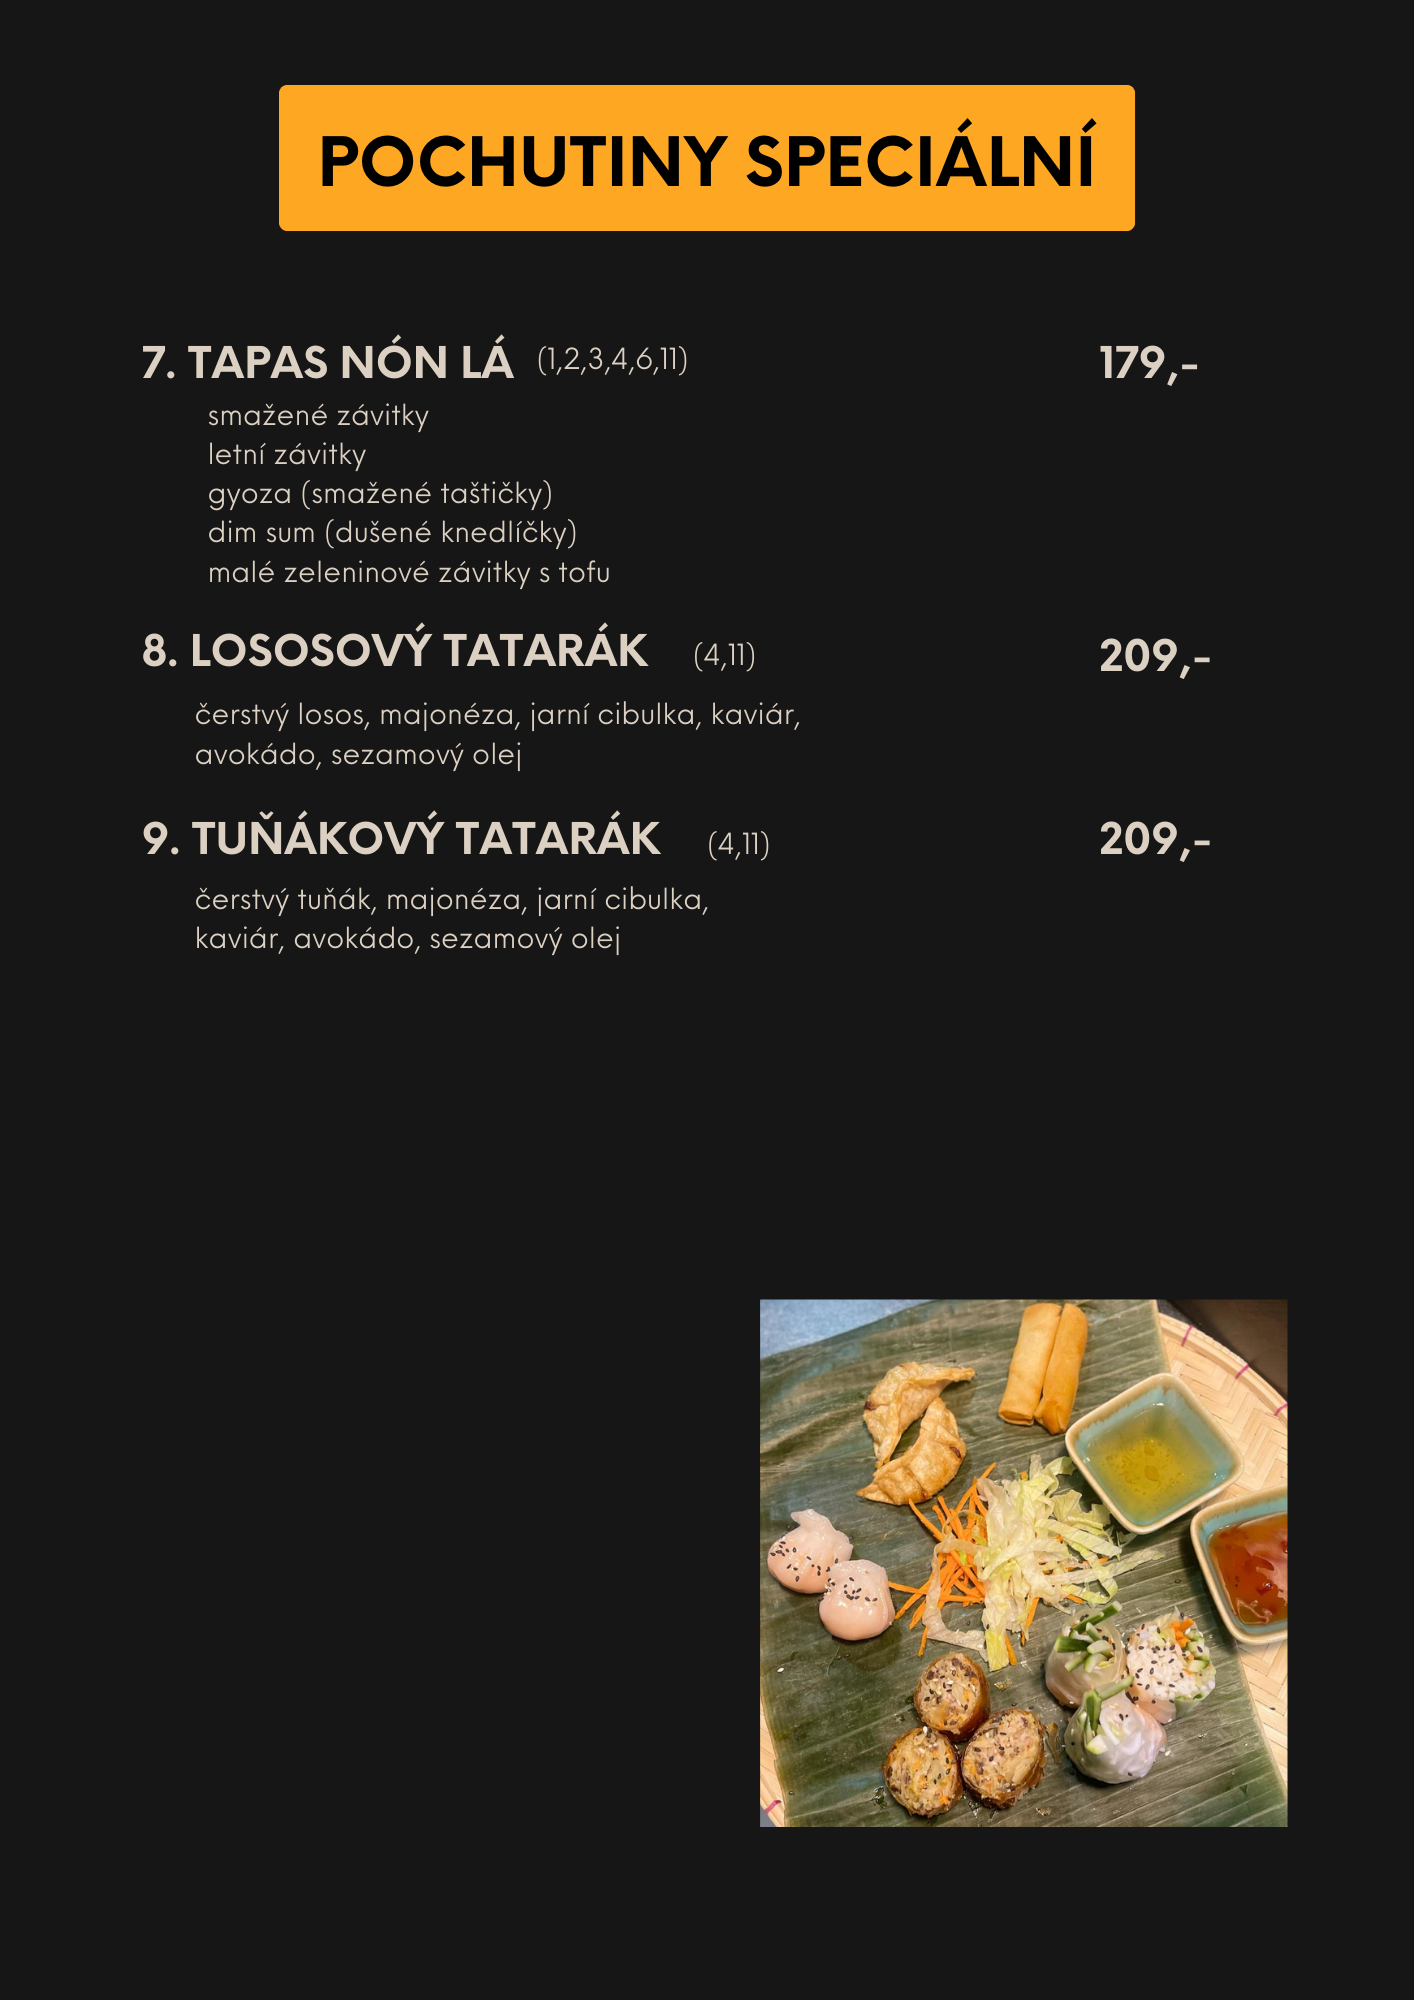 POCHUTINY SPECIÁLNÍ
7. TAPAS NÓN LÁ (1,2,3,4,6,11) 179,-
smažené závitky
letní závitky
gyoza (smažené taštičky)
dim sum (dušené knedlíčky)
malé zeleninové závitky s tofu
8. LOSOSOVÝ TATARÁK (4,11) 209,-
čerstvý losos, majonéza, jarní cibulka, kaviár,
avokádo, sezamový olej
9. TUŇÁKOVÝ TATARÁK (4,11) 209,-
čerstvý tuňák, majonéza, jarní cibulka,
kaviár, avokádo, sezamový olej